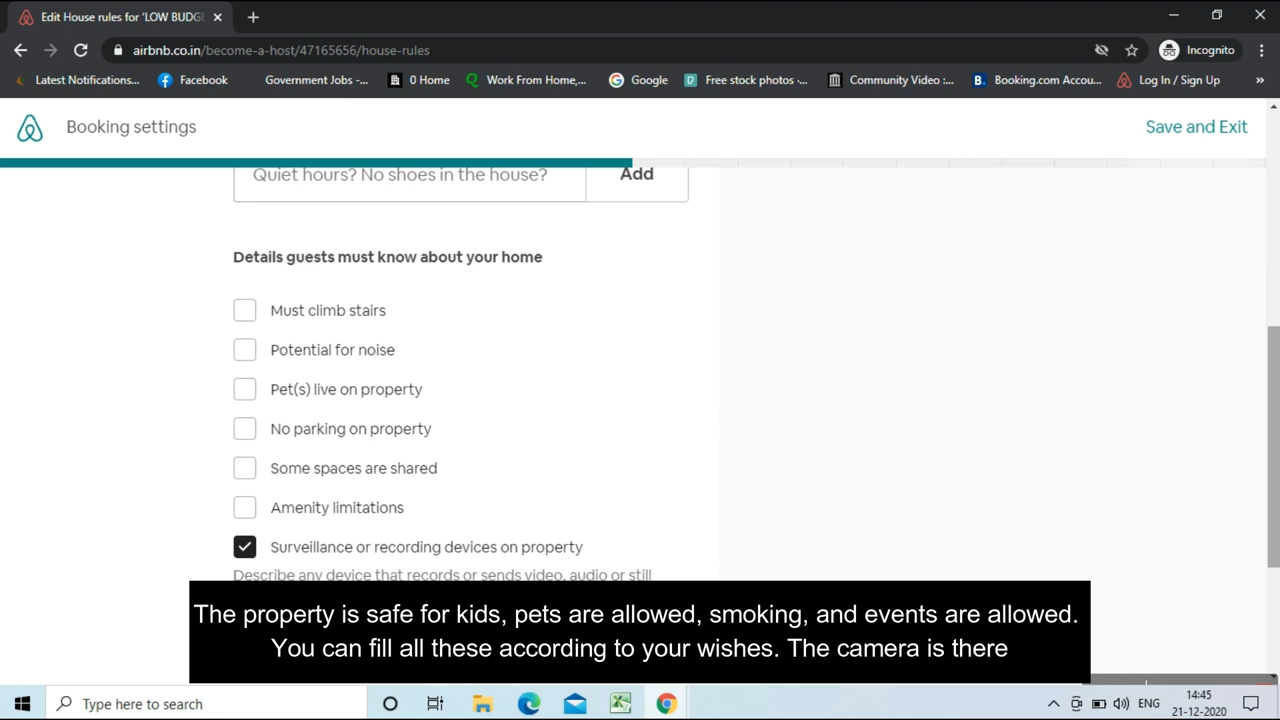 Edit House rules for 'LOW BUDGE
airbnb.co.in/become-a-host/47165656/house-rules
Incognito
Latest Notifications...
Facebook
Government Jobs -...
0 Home
Work From Home,...
Google
Free stock photos -...
Community Video :...
Booking.com Accou...
Log In / Sign Up
»
Booking settings
Save and Exit
Quiet hours? No shoes in the house?
Add
Details guests must know about your home
Must climb stairs
Potential for noise
Pet(s) live on property
No parking on property
Some spaces are shared
Amenity limitations
Surveillance or recording devices on property
Describe any device that records or sends video, audio or still
The property is safe for kids, pets are allowed, smoking, and events are allowed.
You can fill all these according to your wishes. The camera is there
Type here to search
ENG
14:45
21-12-2020